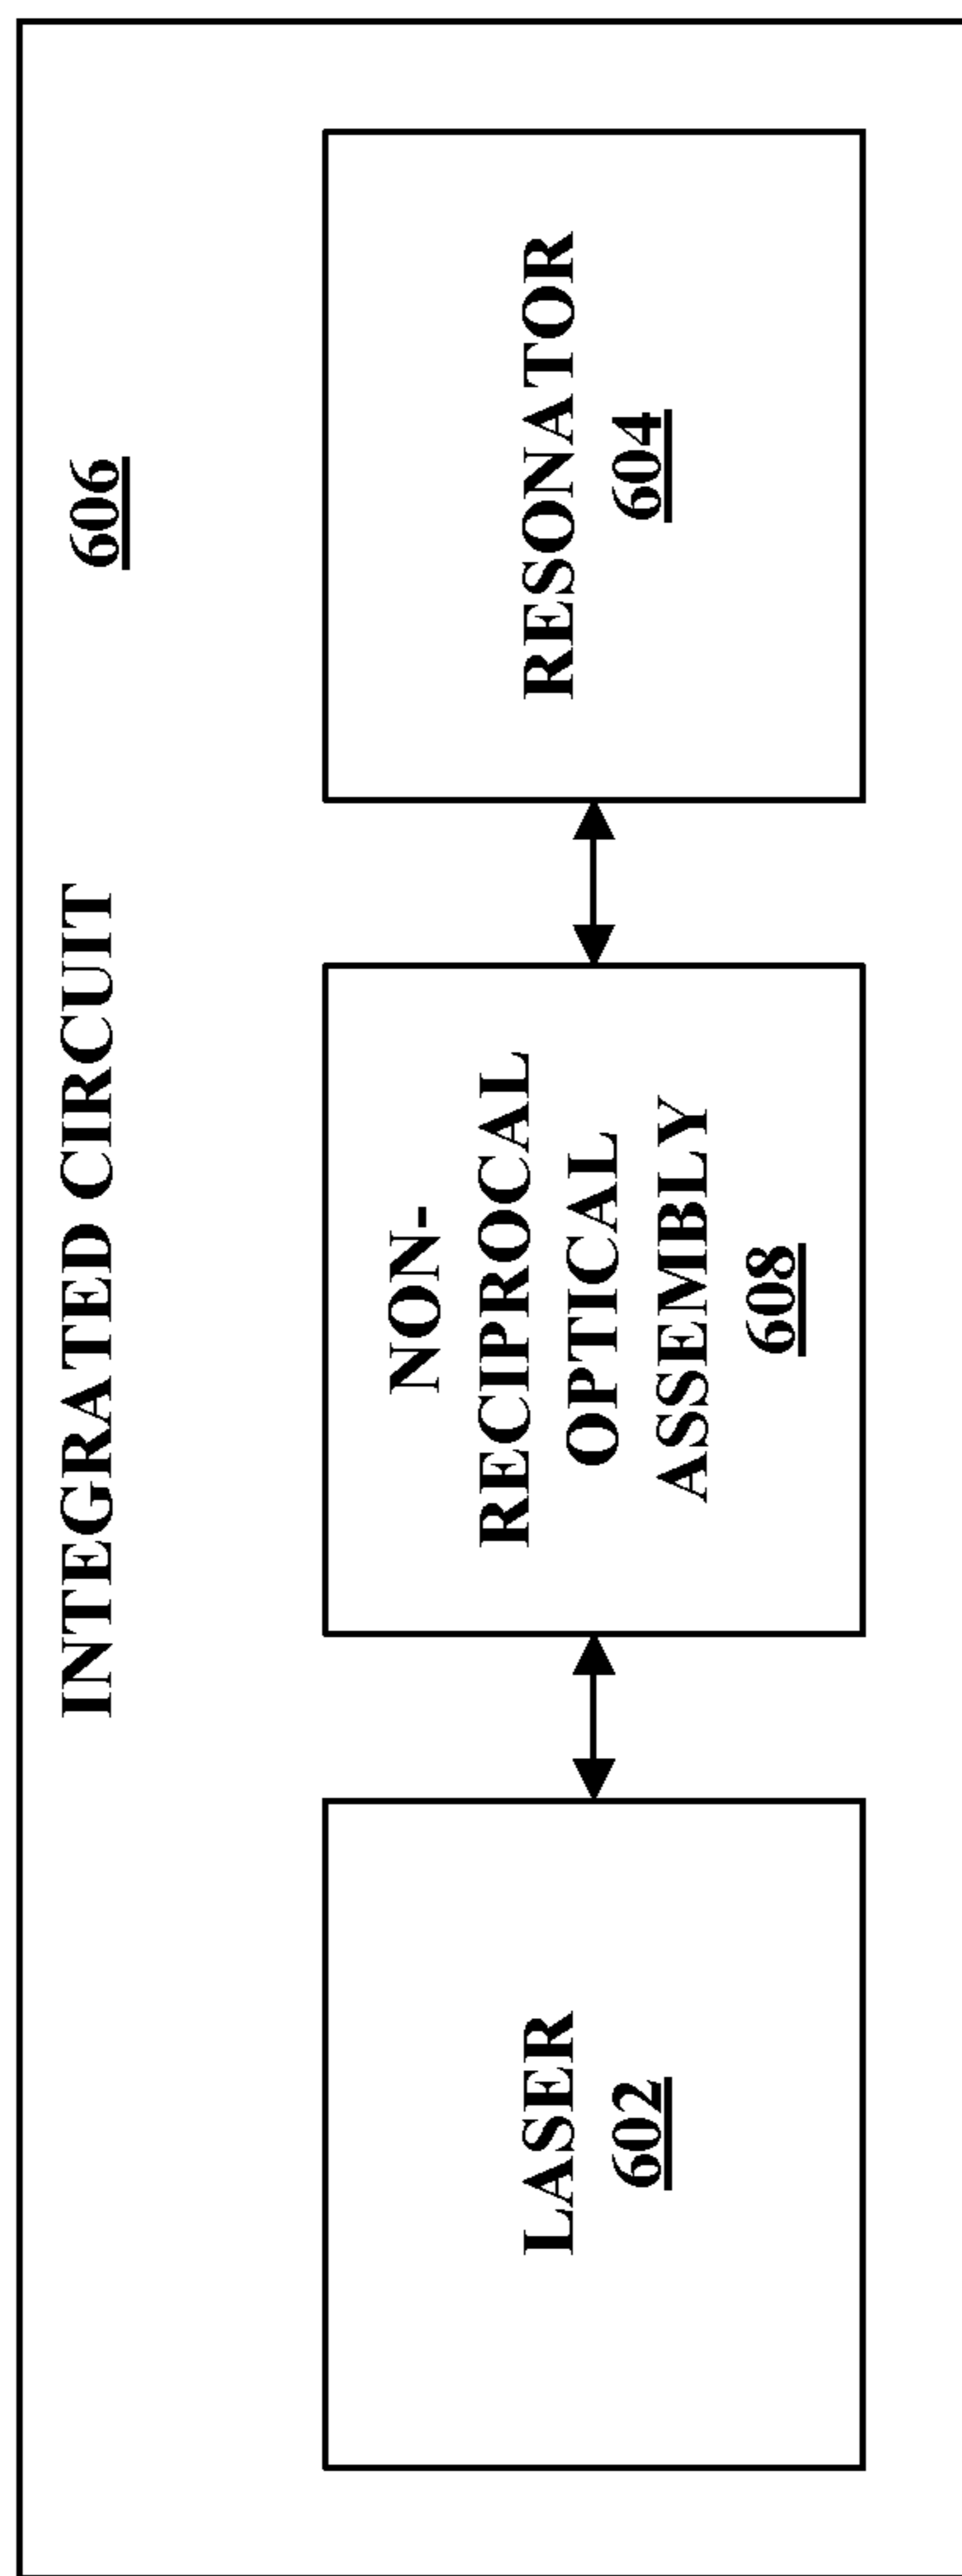 INTEGRATED CIRCUIT
606
LASER
602
NON-
RECIPROCAL
OPTICAL
ASSEMBLY
608
RESONATOR
604